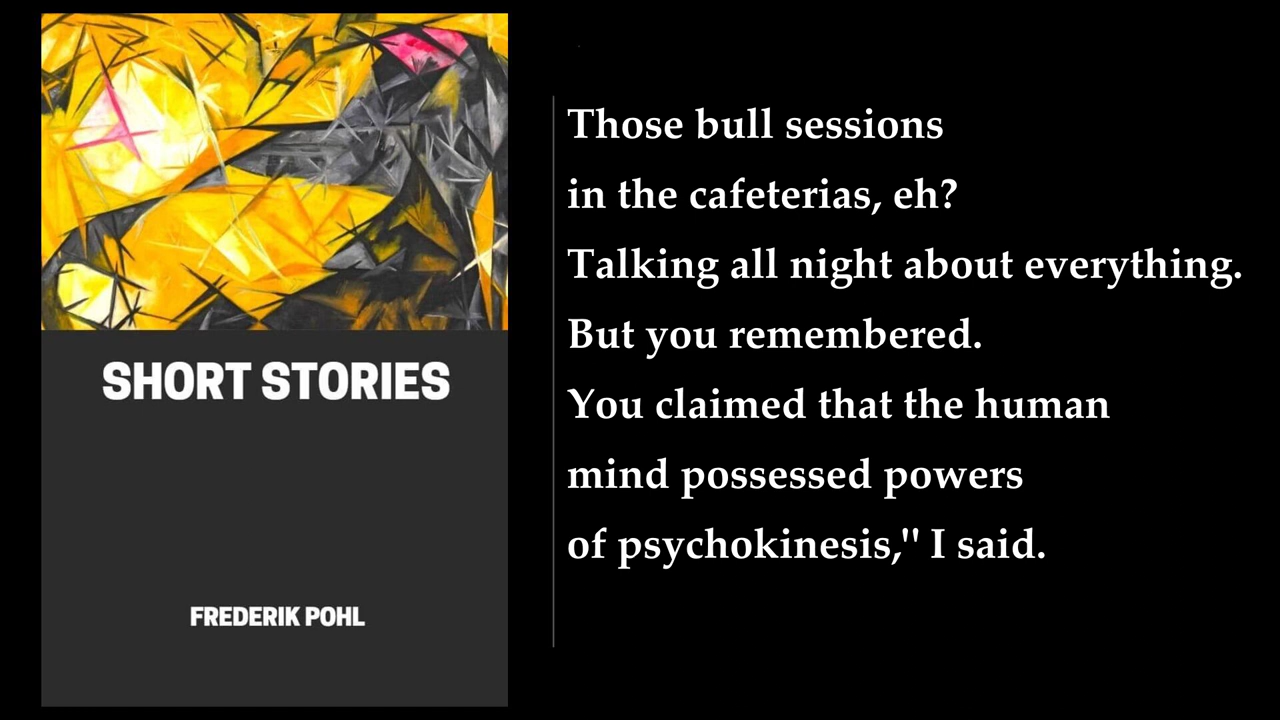 SHORT STORIES
FREDERIK POHL
Those bull sessions
in the cafeterias, eh?
Talking all night about everything.
But you remembered.
You claimed that the human
mind possessed powers
of psychokinesis," I said.